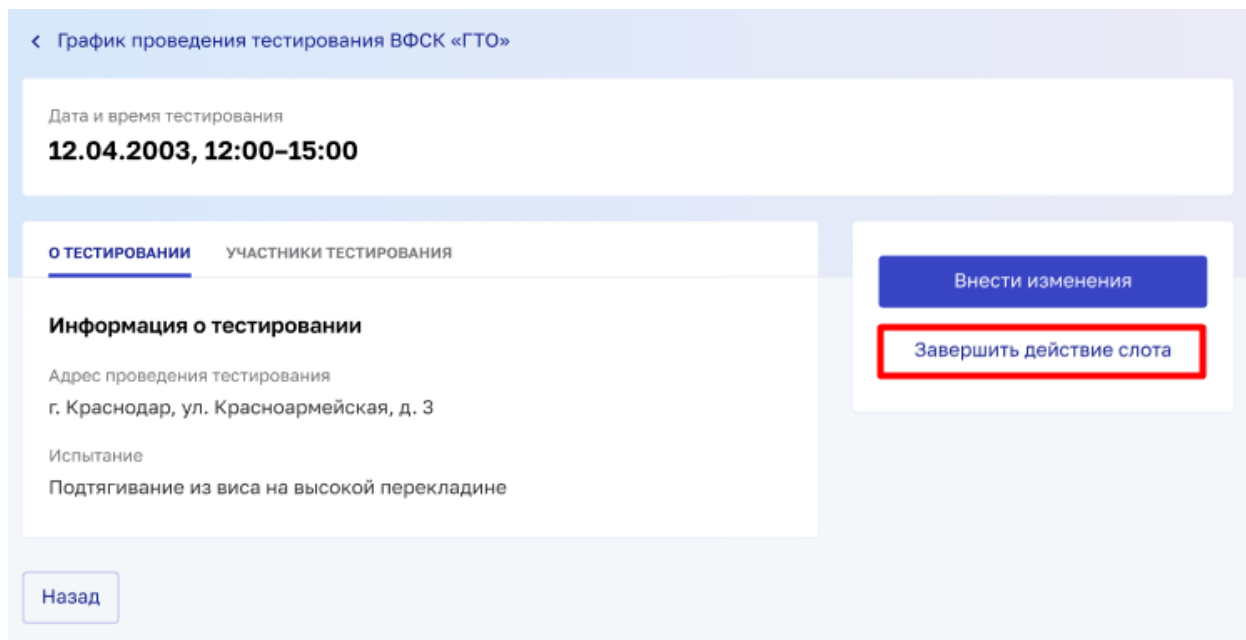 График проведения тестирования ВФСК «ГТО»
Дата и время тестирования
12.04.2003, 12:00–15:00
О ТЕСТИРОВАНИИ УЧАСТНИКИ ТЕСТИРОВАНИЯ
Внести изменения
Информация о тестировании
Завершить действие слота
Адрес проведения тестирования
г. Краснодар, ул. Красноармейская, д. 3
Испытание
Подтягивание из виса на высокой перекладине
Назад